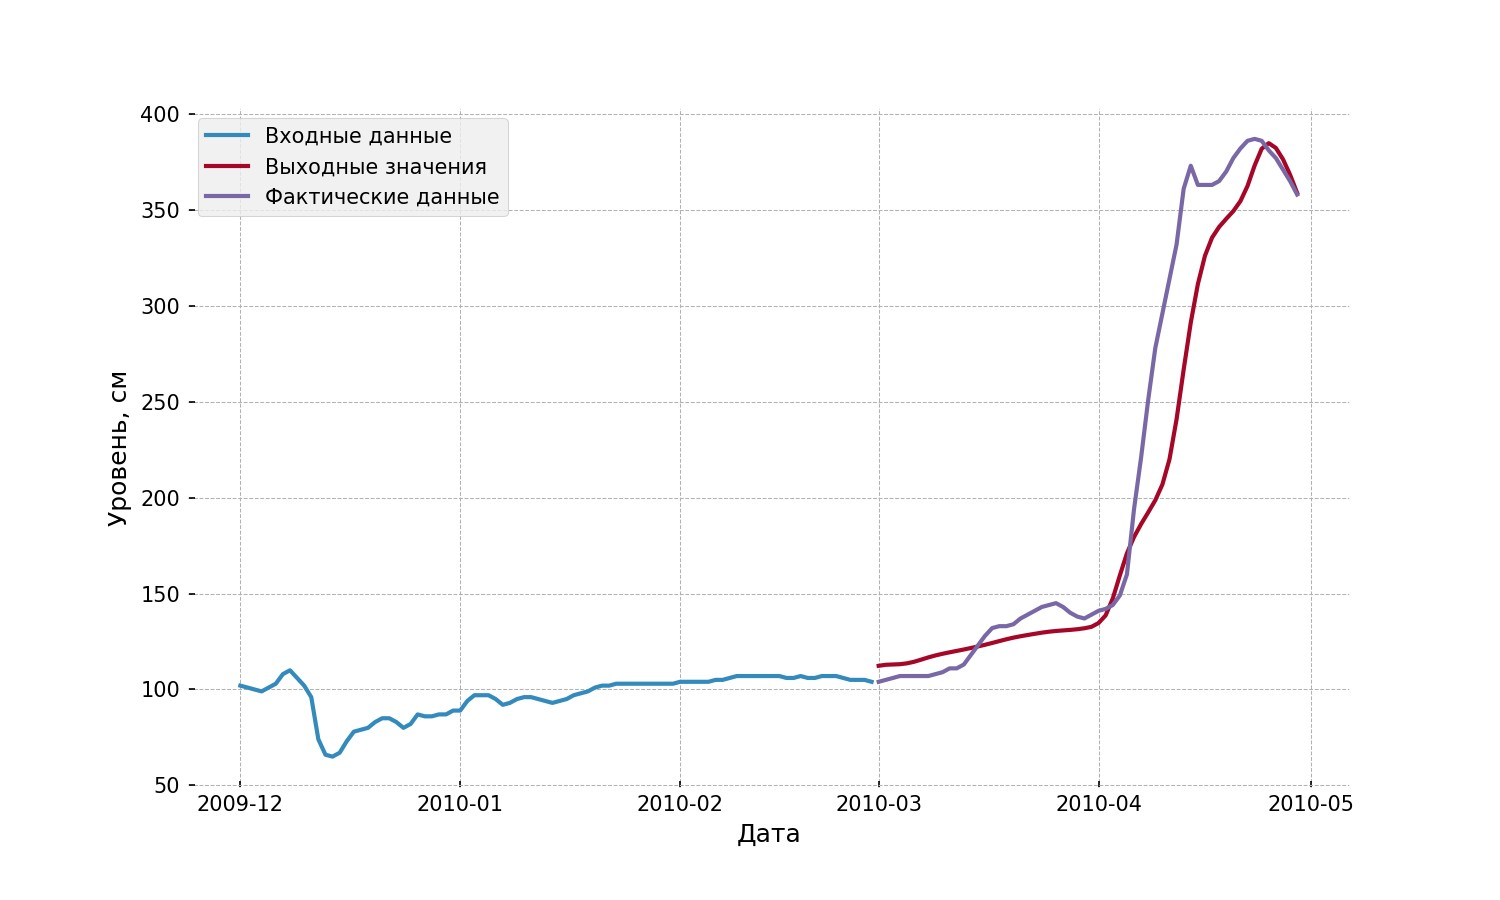 400
350
300
250
200
150
100
50
Уровень, см
Входные данные
Выходные значения
Фактические данные
2009-12 2010-01 2010-02 2010-03 2010-04 2010-05
Дата